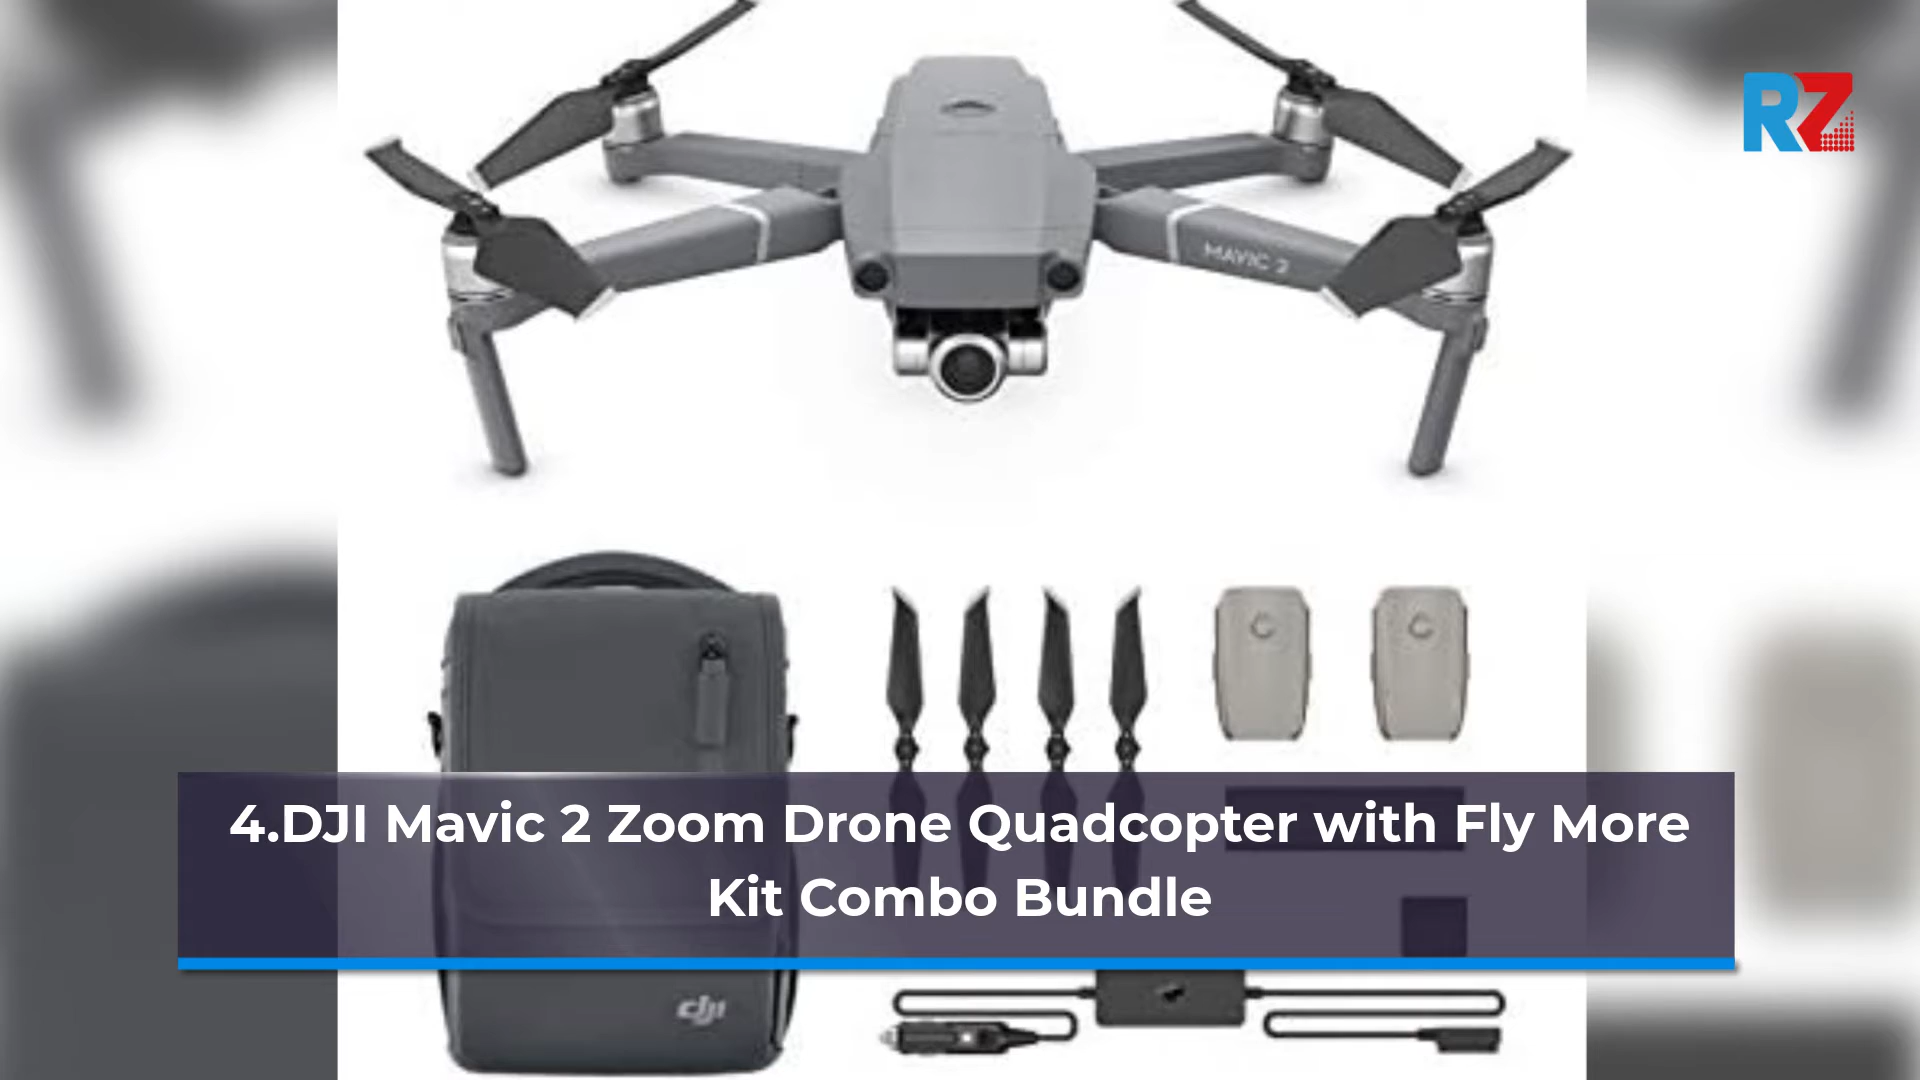 RZ
MAVIC 2
4.DJI Mavic 2 Zoom Drone Quadcopter with Fly More
Kit Combo Bundle
dji